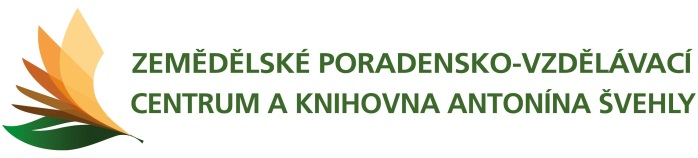 ZEMĚDĚLSKÉ PORADENSKO-VZDĚLÁVACÍ
CENTRUM A KNIHOVNA ANTONÍNA ŠVEHLY